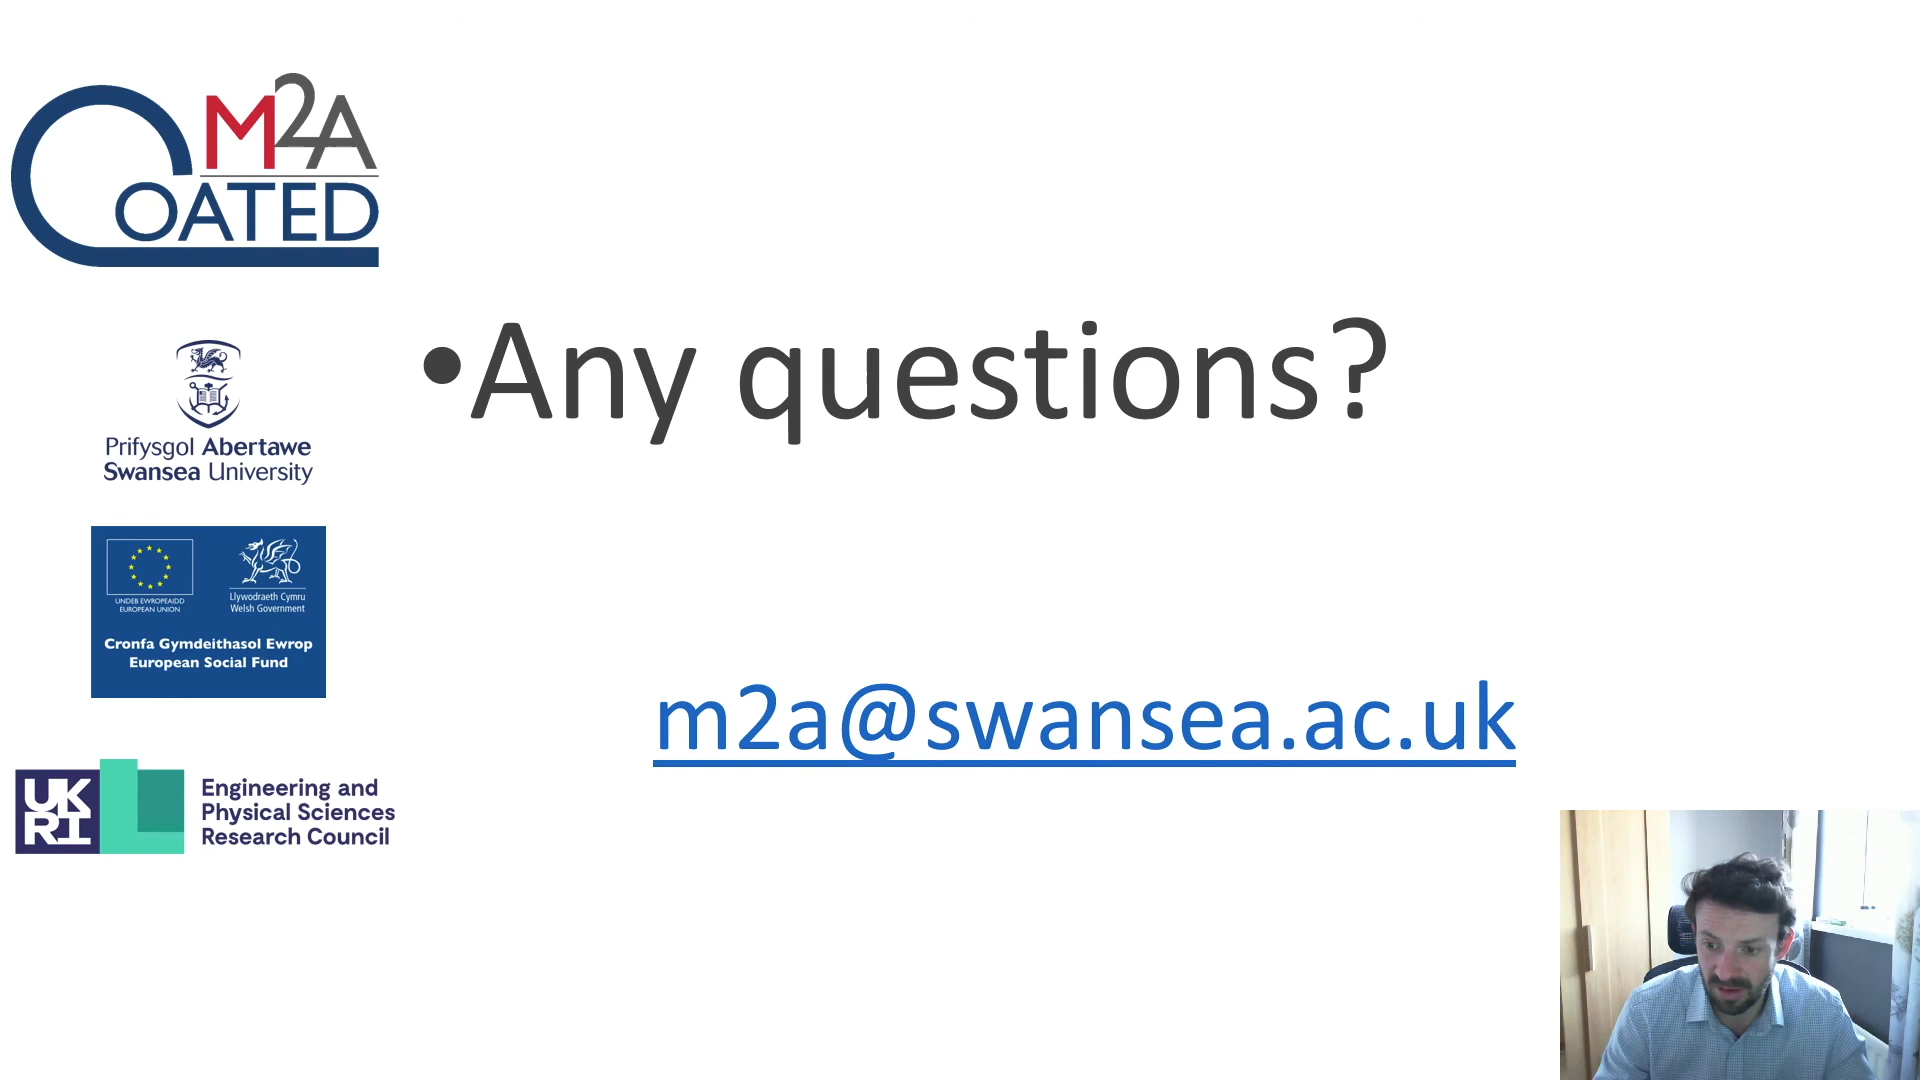 M2A
COATED
•Any questions?
Prifysgol Abertawe
Swansea University
UNDEB EWROPEAIDD
EUROPEAN UNION
Llywodraeth Cymru
Welsh Government
Cronfa Gymdeithasol Ewrop
European Social Fund
m2a@swansea.ac.uk
UK
RI
Engineering and
Physical Sciences
Research Council